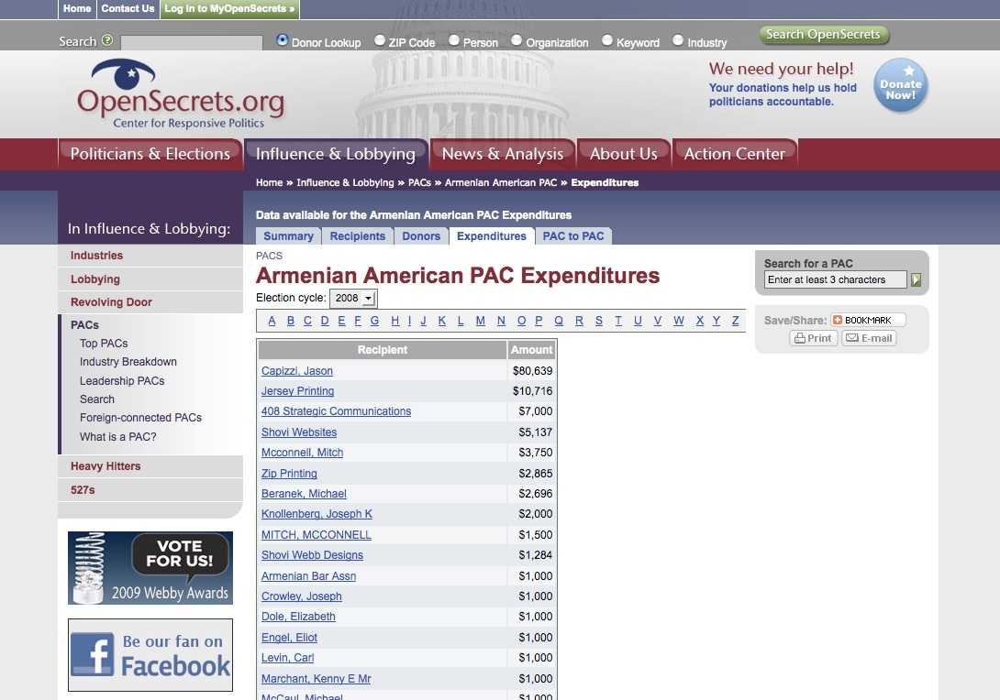 Home Contact Us Log in to MyOpenSecrets »
Search ? Donor Lookup ZIP Code Person Organization Keyword Industry Search OpenSecrets
OpenSecrets.org
Center for Responsive Politics
We need your help!
Your donations help us hold
politicians accountable.
Donate
Now!
Politicians & Elections Influence & Lobbying News & Analysis About Us Action Center
Home » Influence & Lobbying » PACs » Armenian American PAC » Expenditures
In Influence & Lobbying:
Industries
Lobbying
Revolving Door
PACs
Top PACs
Industry Breakdown
Leadership PACs
Search
Foreign-connected PACs
What is a PAC?
Heavy Hitters
527s
VOTE
FOR US!
2009 Webby Awards
Be our fan on
Facebook
Data available for the Armenian American PAC Expenditures
Summary Recipients Donors Expenditures PAC to PAC
PACS
Armenian American PAC Expenditures
Election cycle: 2008
A B C D E F G H I J K L M N O P Q R S T U V W X Y Z
Recipient Amount
Capizzi, Jason $80,639
Jersey Printing $10,716
408 Strategic Communications $7,000
Shovi Websites $5,137
Mcconnell, Mitch $3,750
Zip Printing $2,865
Beranek, Michael $2,696
Knollenberg, Joseph K $2,000
MITCH, MCCONNELL $1,500
Shovi Webb Designs $1,284
Armenian Bar Assn $1,000
Crowley, Joseph $1,000
Dole, Elizabeth $1,000
Engel, Eliot $1,000
Levin, Carl $1,000
Marchant, Kenny E Mr $1,000
McCaul, Michael $1,000
Search for a PAC
Enter at least 3 characters
Save/Share: BOOKMARK
Print E-mail